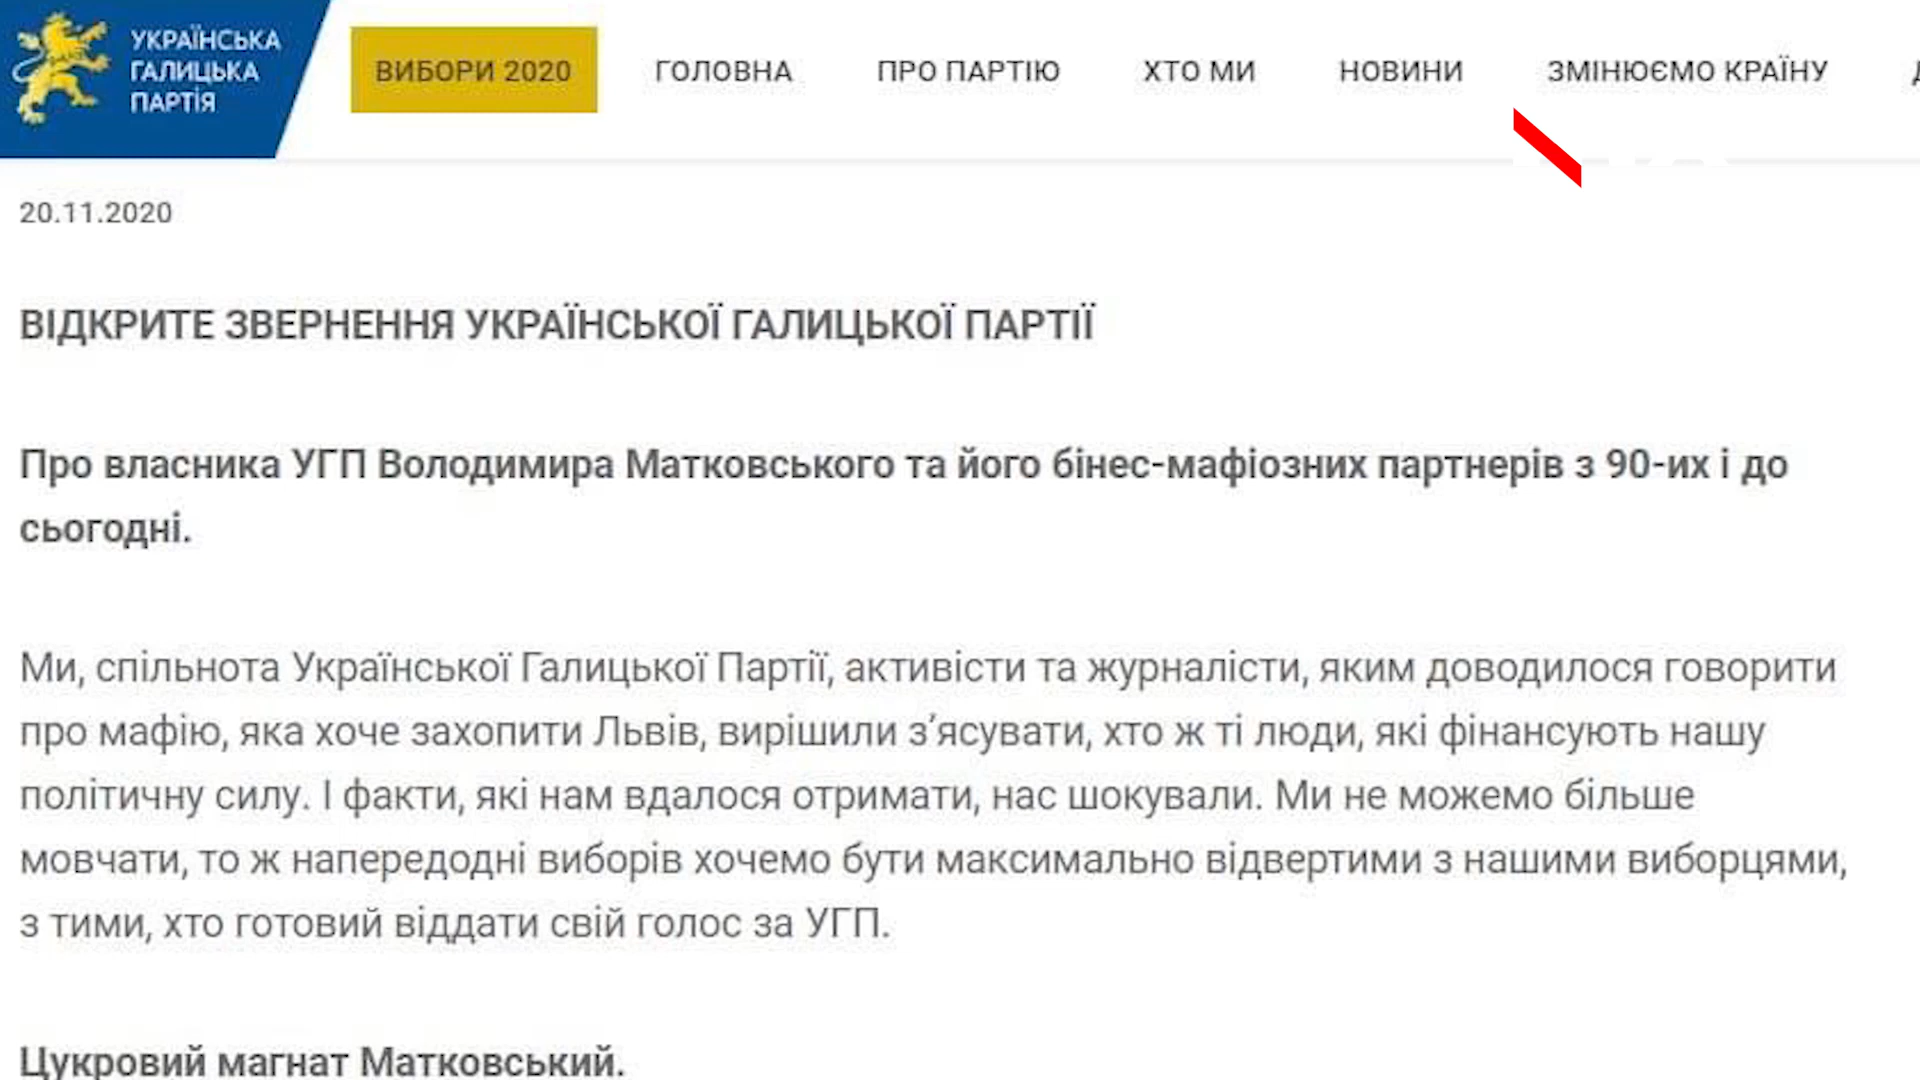 УКРАЇНСЬКА
ГАЛИЦЬКА
ПАРТІЯ
ВИБОРИ 2020 ГОЛОВНА ПРО ПАРТІЮ ХТО МИ НОВИНИ ЗМІНЮЄМО КРАЇНУ
20.11.2020
ВІДКРИТЕ ЗВЕРНЕННЯ УКРАЇНСЬКОЇ ГАЛИЦЬКОЇ ПАРТІЇ
Про власника УГП Володимира Матковського та його бінес-мафіозних партнерів з 90-их і до
сьогодні.
Ми, спільнота Української Галицької Партії, активісти та журналісти, яким доводилося говорити
про мафію, яка хоче захопити Львів, вирішили з’ясувати, хто ж ті люди, які фінансують нашу
політичну силу. І факти, які нам вдалося отримати, нас шокували. Ми не можемо більше
мовчати, то ж напередодні виборів хочемо бути максимально відвертими з нашими виборцями,
з тими, хто готовий віддати свій голос за УГП.
Цукровий магнат Матковський.